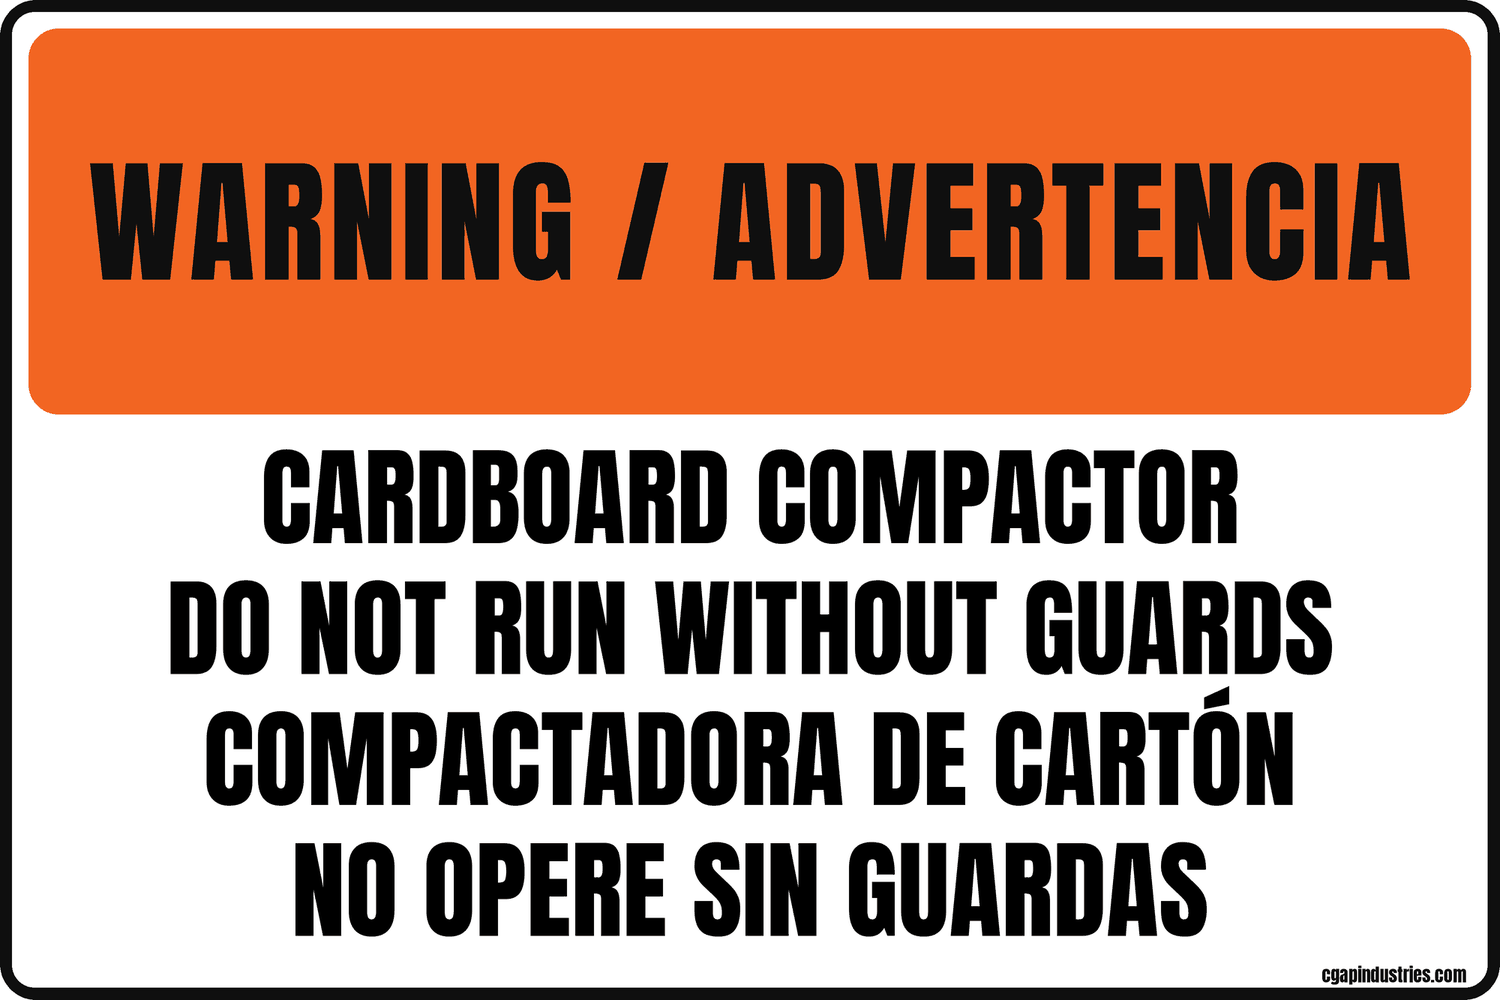 WARNING / ADVERTENCIA
CARDBOARD COMPACTOR
DO NOT RUN WITHOUT GUARDS
COMPACTADORA DE CARTÓN
NO OPERE SIN GUARDAS
cgapindustries.com